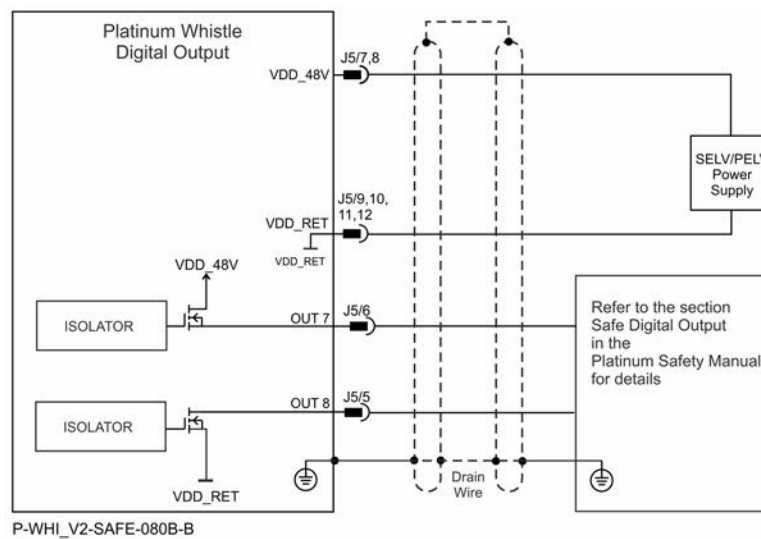 Platinum Whistle
Digital Output
J5/7,8
VDD_48V
SELV/PELV
Power
Supply
J5/9,10,
11,12
VDD_RET
VDD_RET
VDD_48V
ISOLATOR
OUT 7
J5/6
Refer to the section
Safe Digital Output
in the
Platinum Safety Manual
for details
ISOLATOR
OUT 8
J5/5
VDD_RET
Drain
Wire
P-WHI_V2-SAFE-080B-B